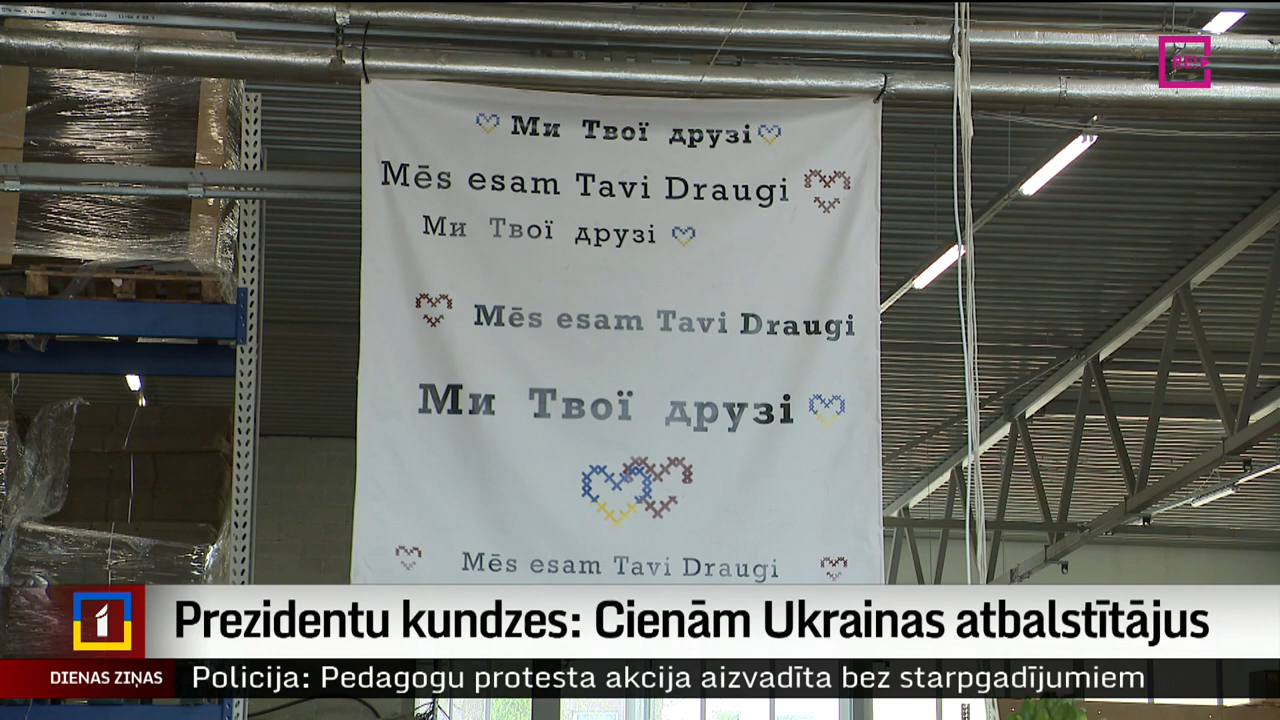 Ми Твої друзі
Mēs esam Tavi Draugi
Ми Твої друзі
Mēs esam Tavi Draugi
Ми Твої друзі
Mēs esam Tavi Draugi
1
Prezidentu kundzes: Cienām Ukrainas atbalstītājus
DIENAS ZIŅAS
Policija: Pedagogu protesta akcija aizvadīta bez starpgadījumiem